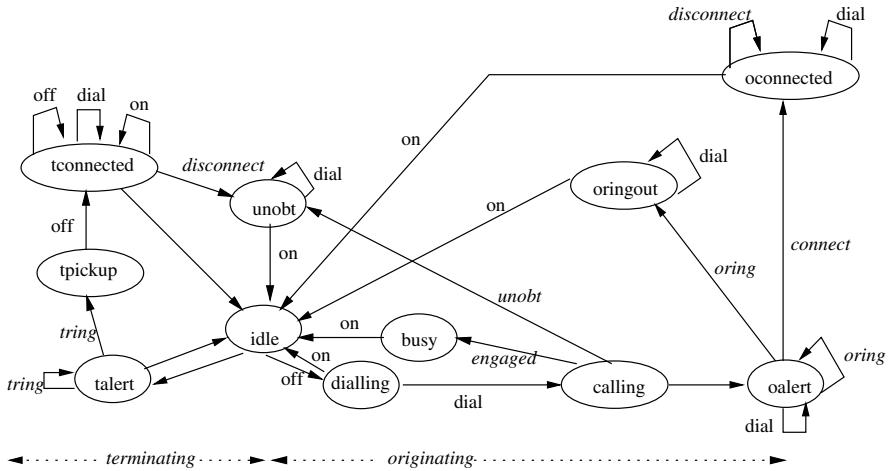 disconnect
dial
oconnected
off
dial
on
on
tconnected
disconnect
dial
unobt
dial
oringout
on
off
on
connect
tpickup
oring
unobt
tring
idle
on
busy
engaged
oring
on
tring
talert
off
dialling
calling
oalert
dial
dial
terminating
originating